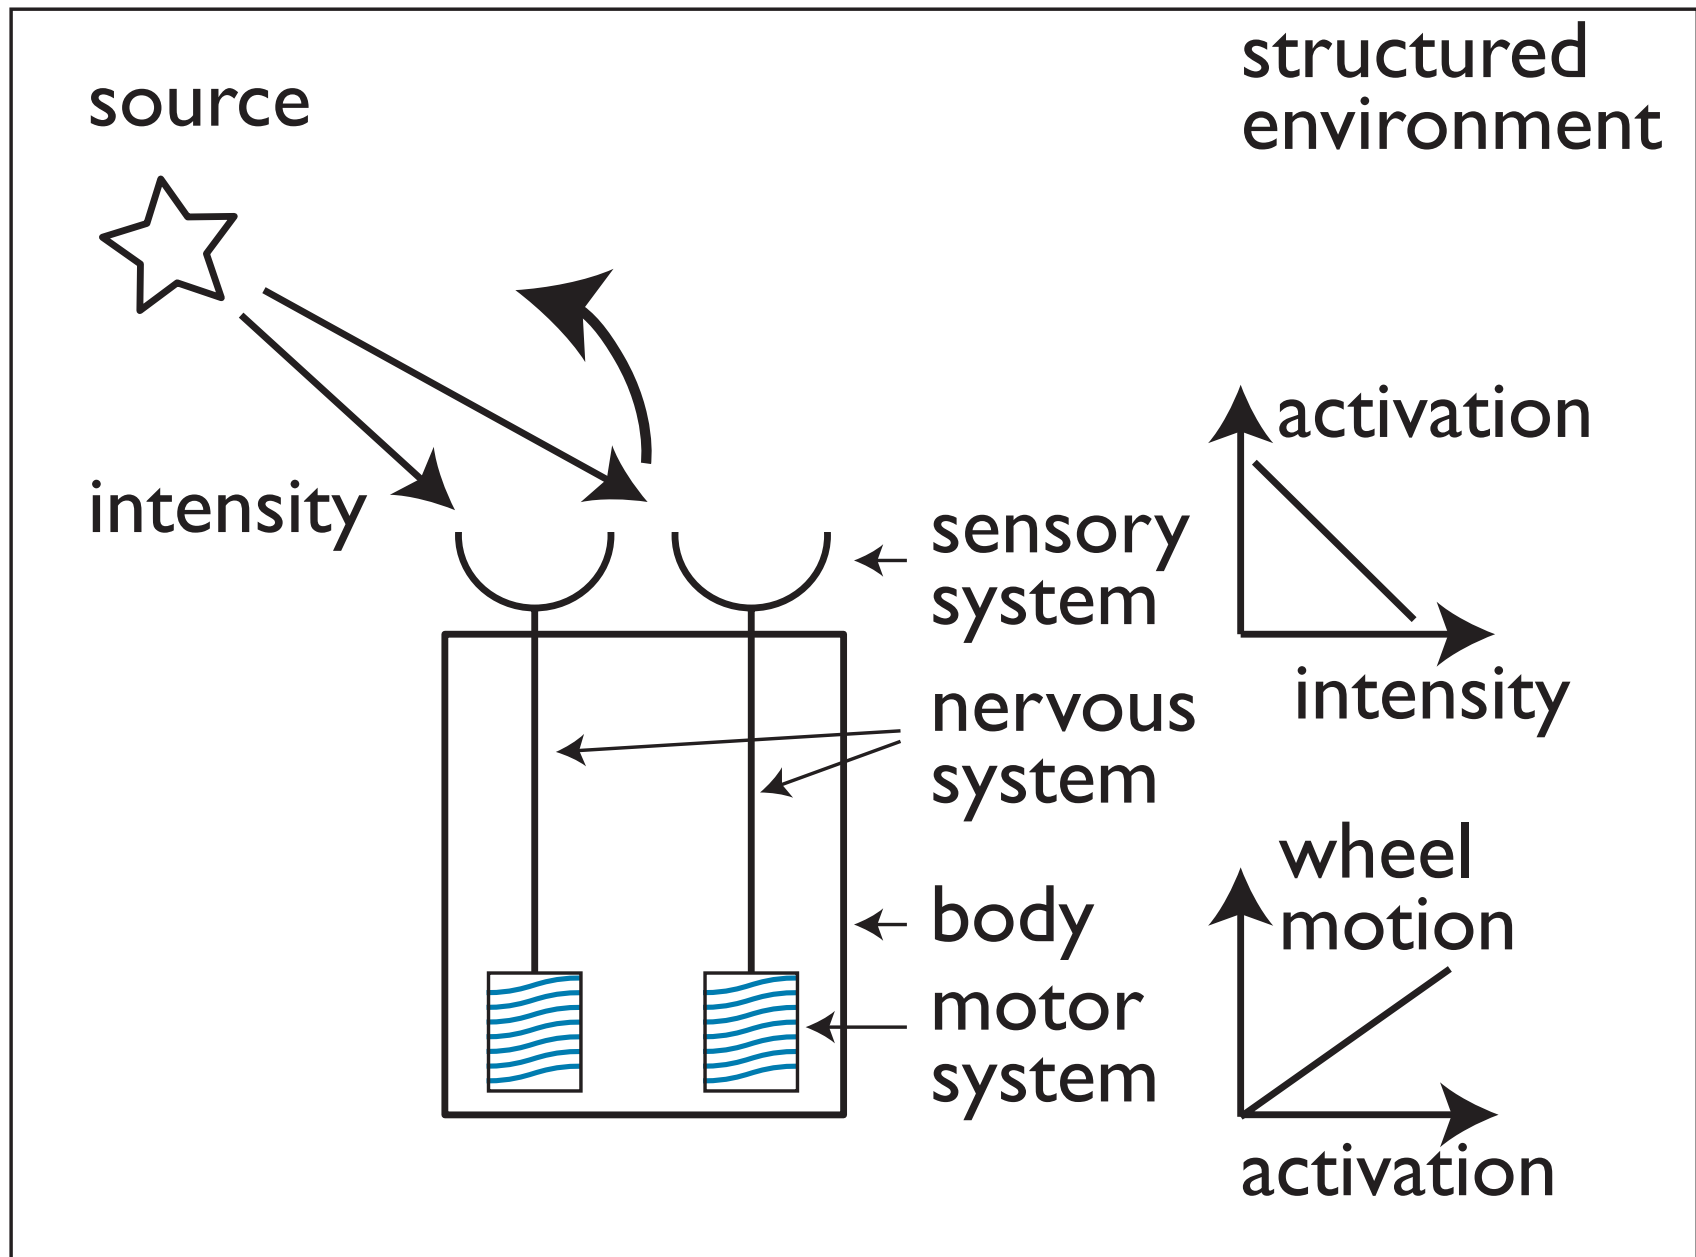 structured
environment
source
activation
intensity
sensory
system
intensity
nervous
system
wheel
motion
body
motor
system
activation